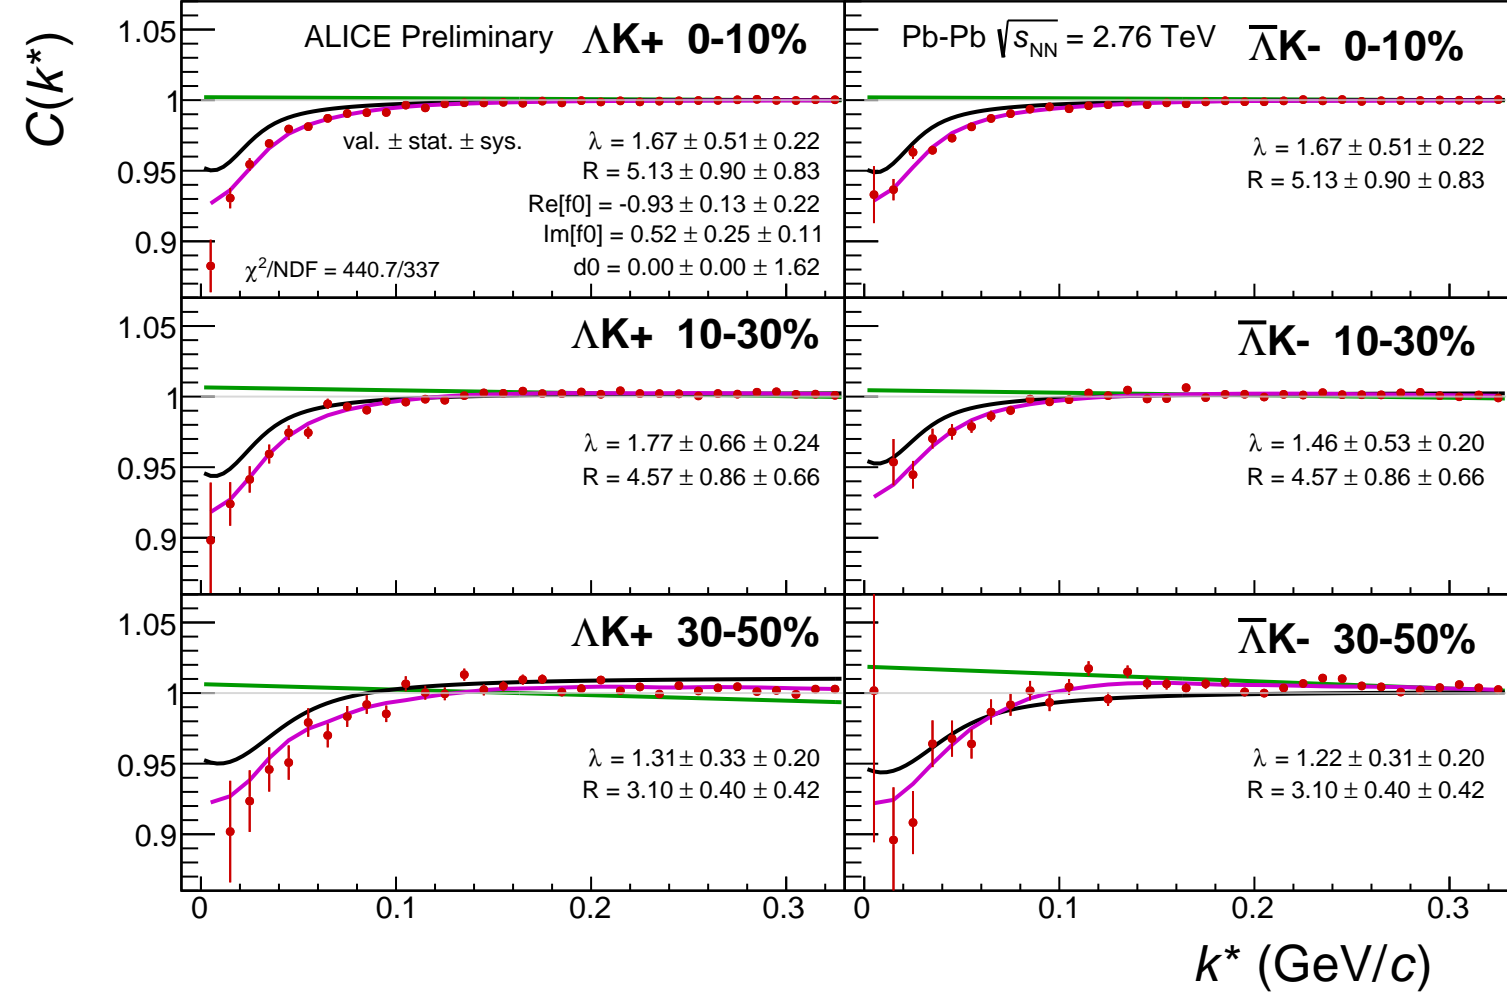 C(k*)
ALICE Preliminary ΛK+ 0-10%
val. ± stat. ± sys.
λ = 1.67 ± 0.51 ± 0.22
R = 5.13 ± 0.90 ± 0.83
Re[f0] = -0.93 ± 0.13 ± 0.22
Im[f0] = 0.52 ± 0.25 ± 0.11
d0 = 0.00 ± 0.00 ± 1.62
χ²/NDF = 440.7/337
1.05
1
0.95
0.9
Pb-Pb √sNN = 2.76 TeV Λ̅K- 0-10%
λ = 1.67 ± 0.51 ± 0.22
R = 5.13 ± 0.90 ± 0.83
ΛK+ 10-30%
λ = 1.77 ± 0.66 ± 0.24
R = 4.57 ± 0.86 ± 0.66
1.05
1
0.95
0.9
Λ̅K- 10-30%
λ = 1.46 ± 0.53 ± 0.20
R = 4.57 ± 0.86 ± 0.66
ΛK+ 30-50%
λ = 1.31 ± 0.33 ± 0.20
R = 3.10 ± 0.40 ± 0.42
1.05
1
0.95
0.9
Λ̅K- 30-50%
λ = 1.22 ± 0.31 ± 0.20
R = 3.10 ± 0.40 ± 0.42
0 0.1 0.2 0.3
0 0.1 0.2 0.3
k* (GeV/c)